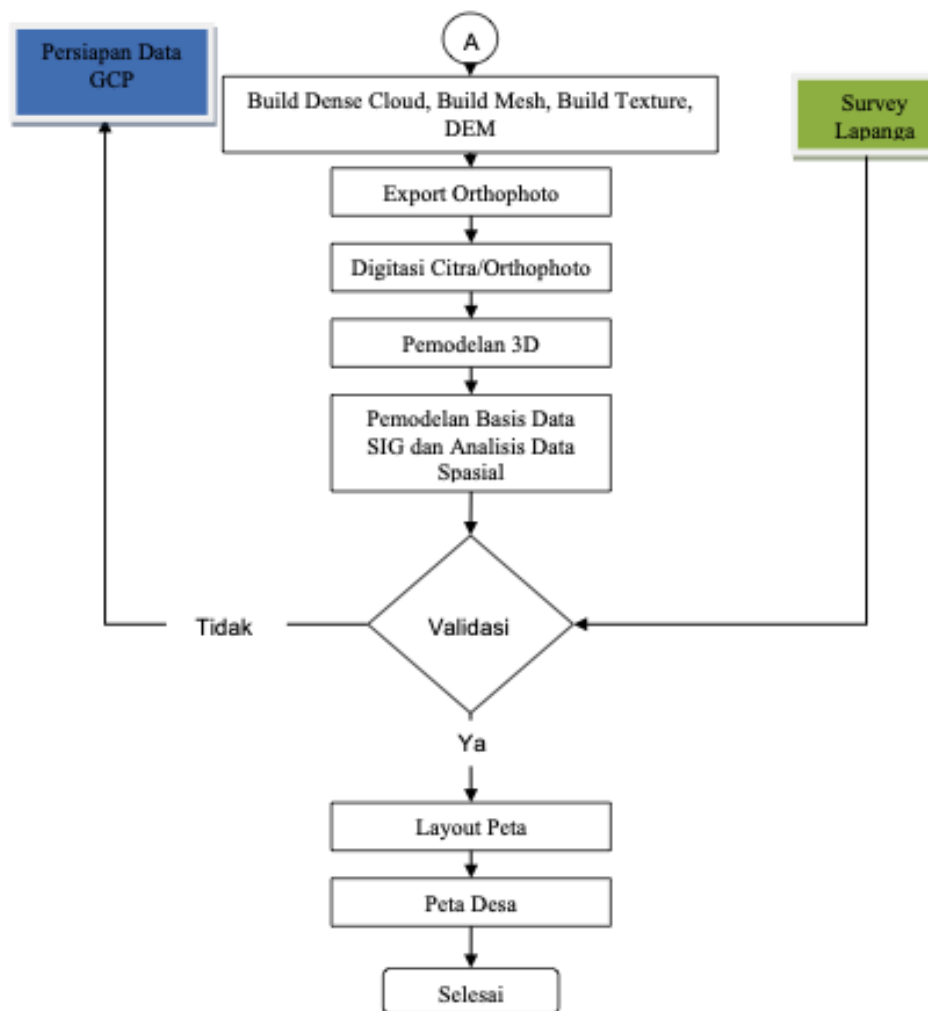 Persiapan Data
GCP
A
Build Dense Cloud, Build Mesh, Build Texture,
DEM
Survey
Lapanga
Export Orthophoto
Digitasi Citra/Orthophoto
Pemodelan 3D
Pemodelan Basis Data
SIG dan Analisis Data
Spasial
Tidak
Validasi
Ya
Layout Peta
Peta Desa
Selesai